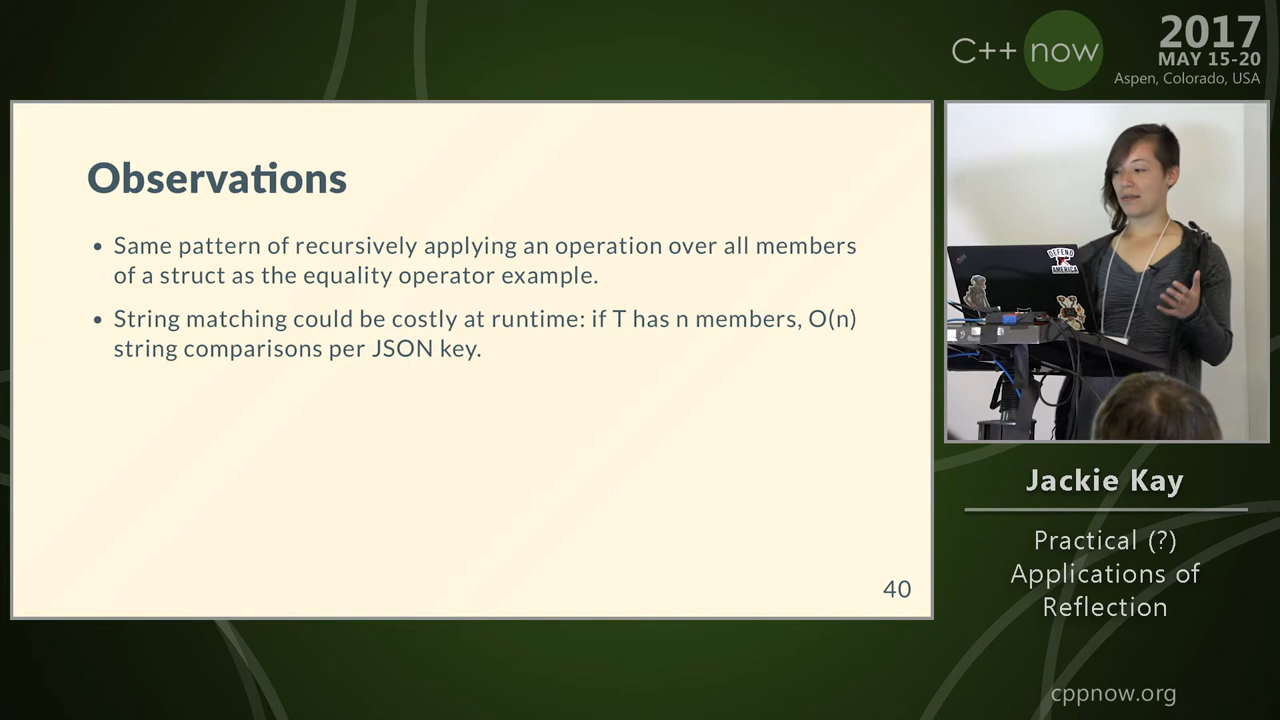 C++ now
2017
MAY 15-20
Aspen, Colorado, USA
Observations
• Same pattern of recursively applying an operation over all members
of a struct as the equality operator example.
• String matching could be costly at runtime: if T has n members, O(n)
string comparisons per JSON key.
40
DEFEND
AMERICA
Jackie Kay
Practical (?)
Applications of
Reflection
cppnow.org